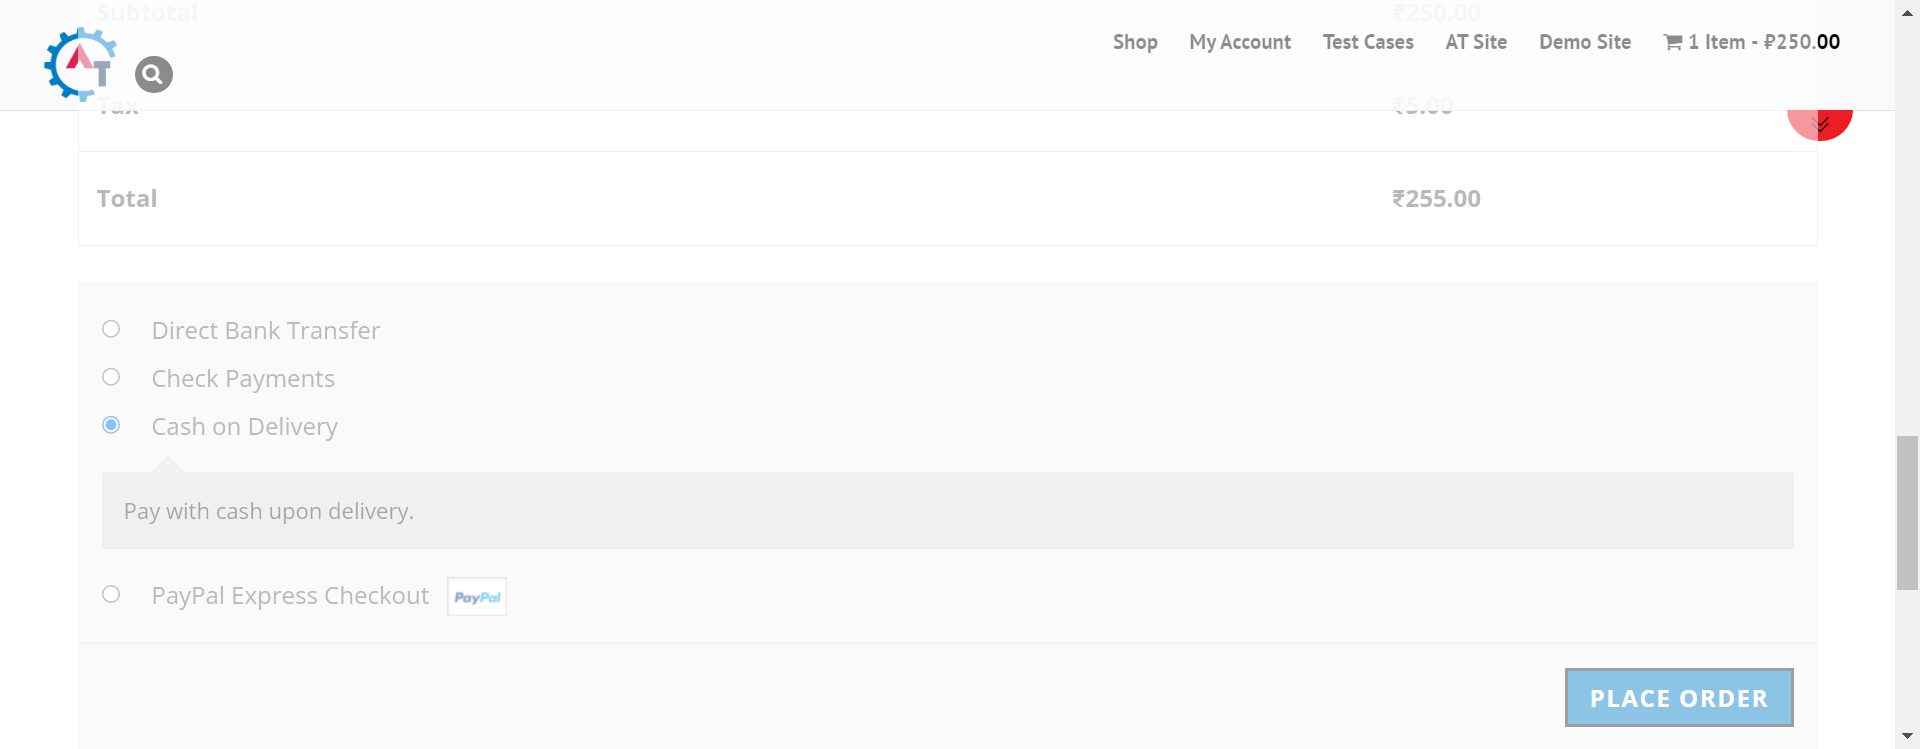 Subtotal ₹250.00
Shop My Account Test Cases AT Site Demo Site 1 Item - ₽250.00
AT
Tax ₹5.00
Total ₹255.00
Direct Bank Transfer
Check Payments
Cash on Delivery
Pay with cash upon delivery.
PayPal Express Checkout PayPal
PLACE ORDER